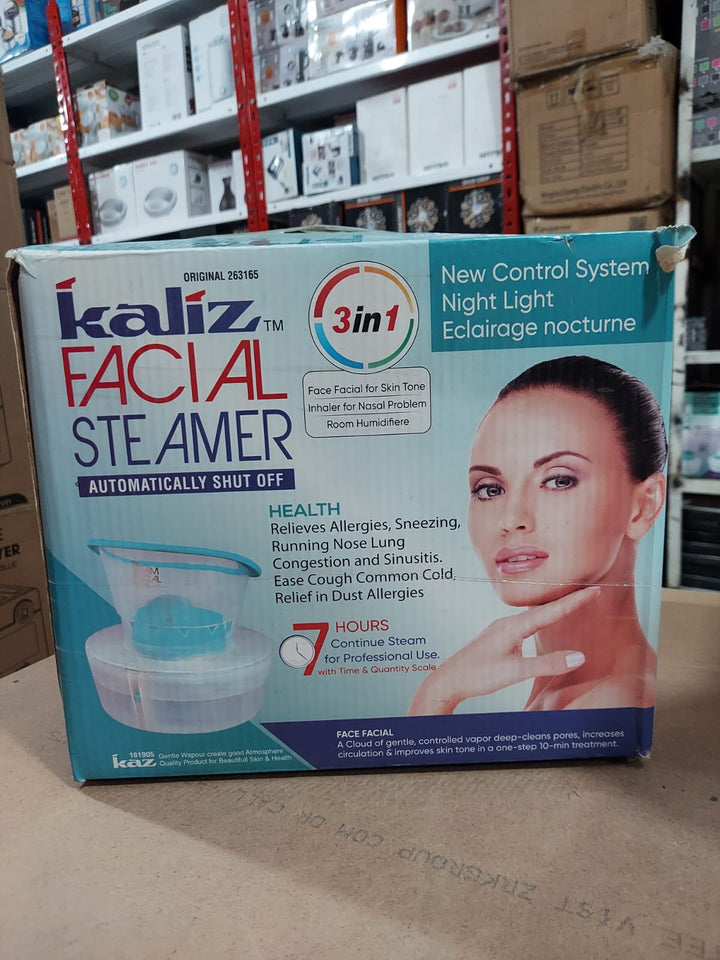 ORIGINAL 263165
kaliz TM
FACIAL
STEAMER
AUTOMATICALLY SHUT OFF
3in1
Face Facial for Skin Tone
Inhaler for Nasal Problem
Room Humidifiere
New Control System
Night Light
Eclairage nocturne
HEALTH
Relieves Allergies, Sneezing,
Running Nose Lung
Congestion and Sinusitis.
Ease Cough Common Cold,
Relief in Dust Allergies
7 HOURS
Continue Steam
for Professional Use.
with Time & Quantity Scale
FACE FACIAL
A Cloud of gentle, controlled vapor deep-cleans pores, increases
circulation & improves skin tone in a one-step 10-min treatment.
181905
kaz
Gentle Wapour create good Atmosphere
Quality Product for Beautifull Skin & Health